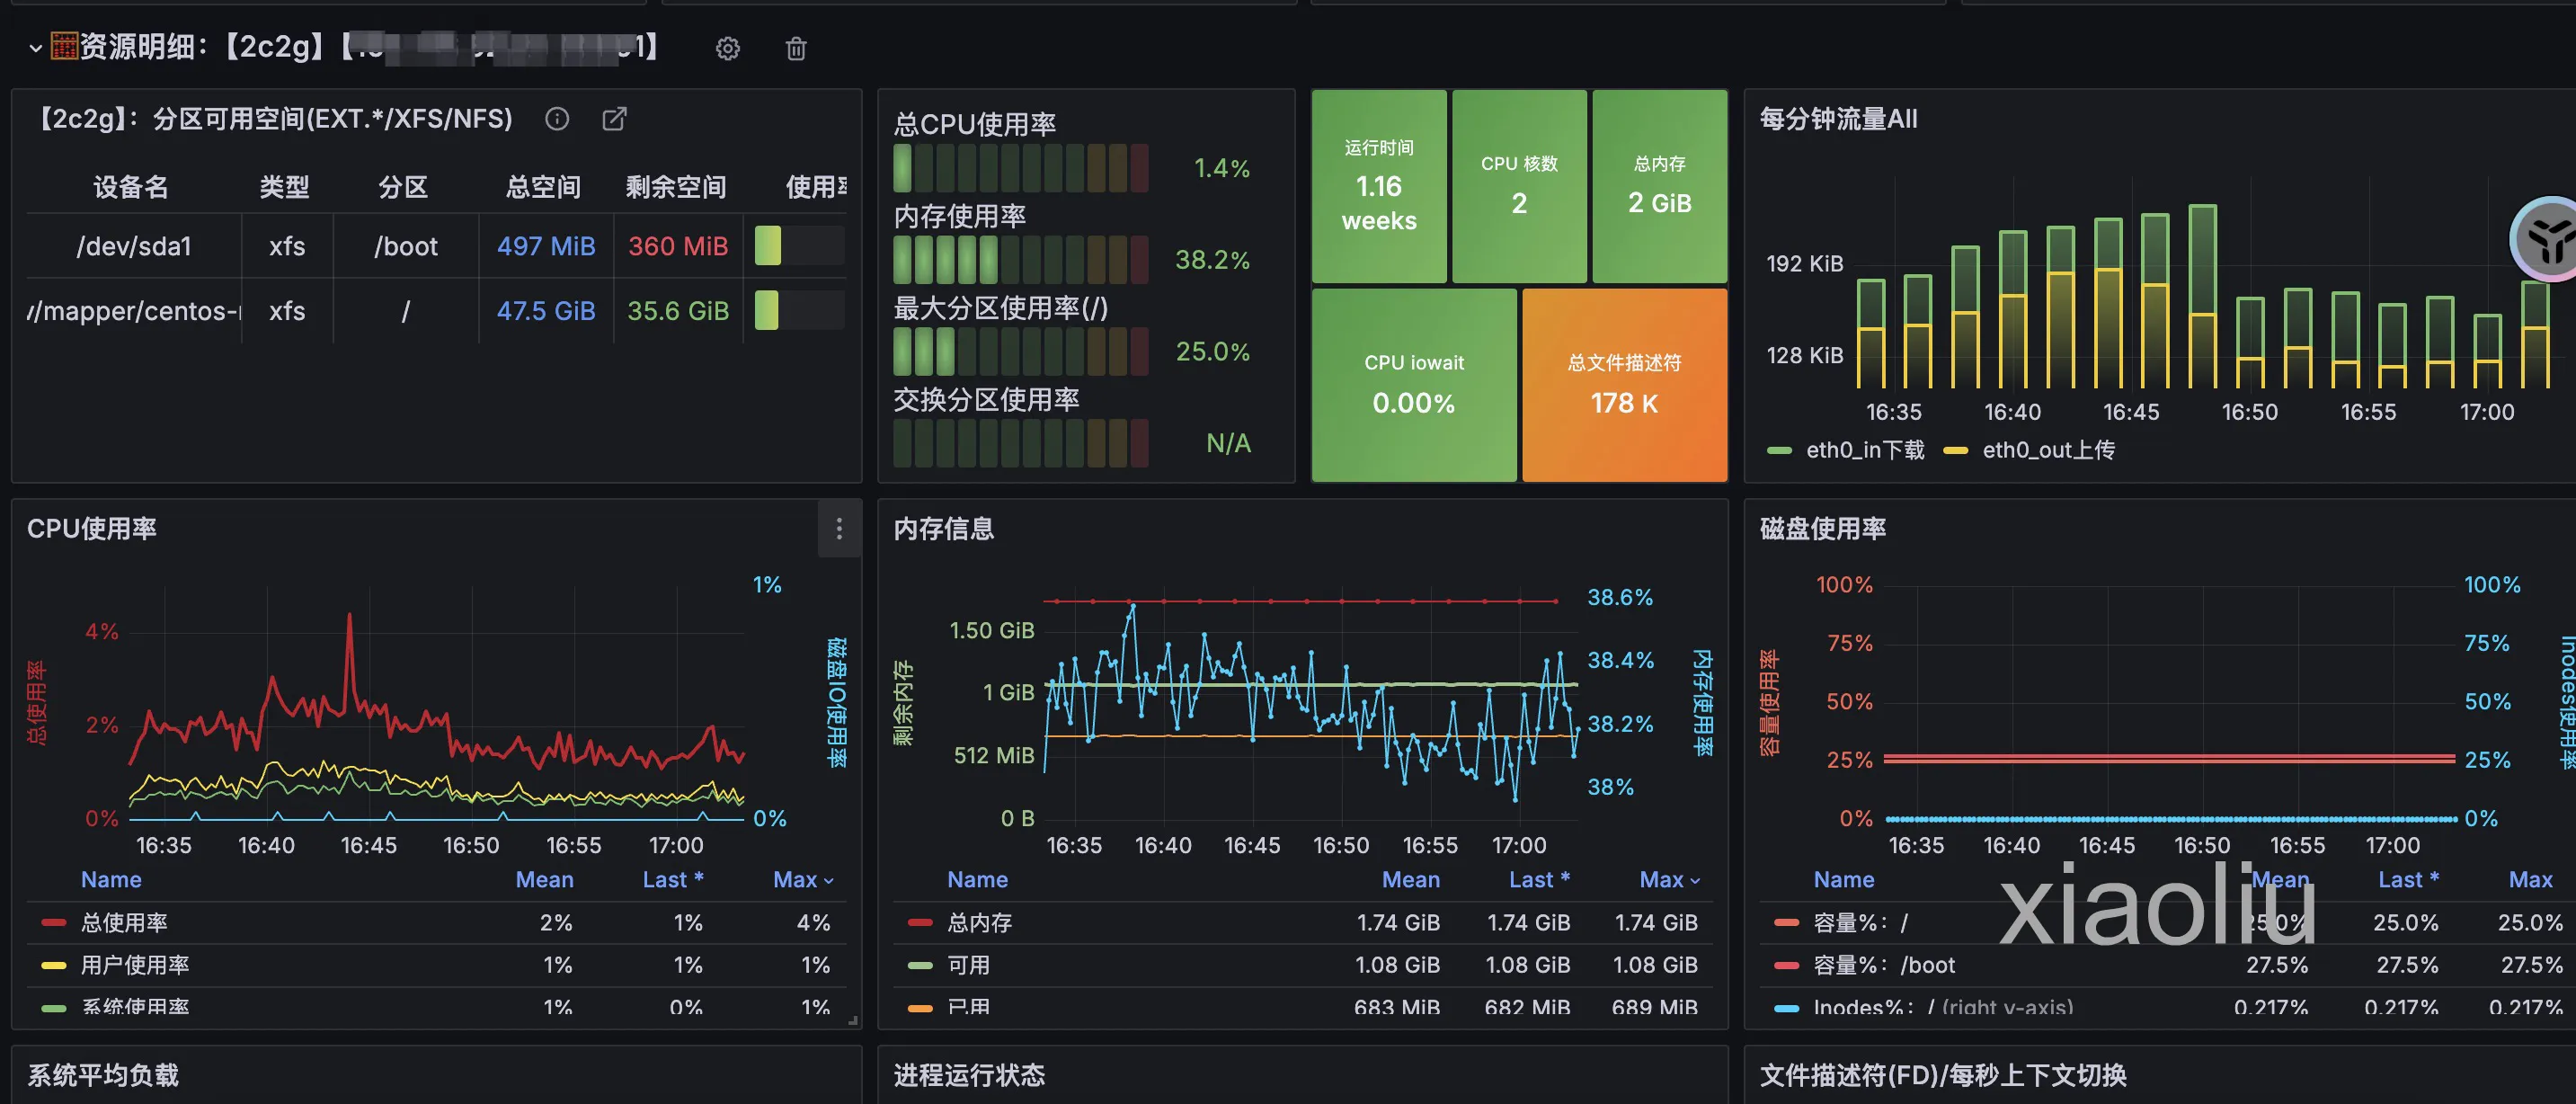 资源明细：【2c2g】【
【2c2g】：分区可用空间(EXT.*/XFS/NFS)
设备名 类型 分区 总空间 剩余空间
/dev/sda1 xfs /boot 497 MiB 360 MiB
/mapper/centos- xfs / 47.5 GiB 35.6 GiB
总CPU使用率
1.4%
内存使用率
38.2%
最大分区使用率(/)
25.0%
交换分区使用率
N/A
运行时间
1.16
weeks
CPU 核数
2
总内存
2 GiB
CPU iowait
0.00%
总文件描述符
178 K
每分钟流量All
192 KiB
128 KiB
16:35 16:40 16:45 16:50 16:55 17:00
eth0_in下载 eth0_out上传
CPU使用率
总使用率
4%
2%
0%
1%
0%
磁盘IO使用率
16:35 16:40 16:45 16:50 16:55 17:00
Name Mean Last * Max
总使用率 2% 1% 4%
用户使用率 1% 1% 1%
系统使用率 1% 0% 1%
内存信息
剩余内存
1.50 GiB
1 GiB
512 MiB
0 B
38.6%
38.4%
38.2%
38%
内存使用率
16:35 16:40 16:45 16:50 16:55 17:00
Name Mean Last * Max
总内存 1.74 GiB 1.74 GiB 1.74 GiB
可用 1.08 GiB 1.08 GiB 1.08 GiB
已用 683 MiB 682 MiB 689 MiB
磁盘使用率
容量使用率
100%
75%
50%
25%
0%
100%
75%
50%
25%
0%
Inodes使用率
16:35 16:40 16:45 16:50 16:55 17:00
Name Mean Last * Max
容量%：/ 25.0% 25.0% 25.0%
容量%：/boot 27.5% 27.5% 27.5%
Inodes%：/ (right y-axis) 0.217% 0.217% 0.217%
xiaoliu
系统平均负载
进程运行状态
文件描述符(FD)/每秒上下文切换